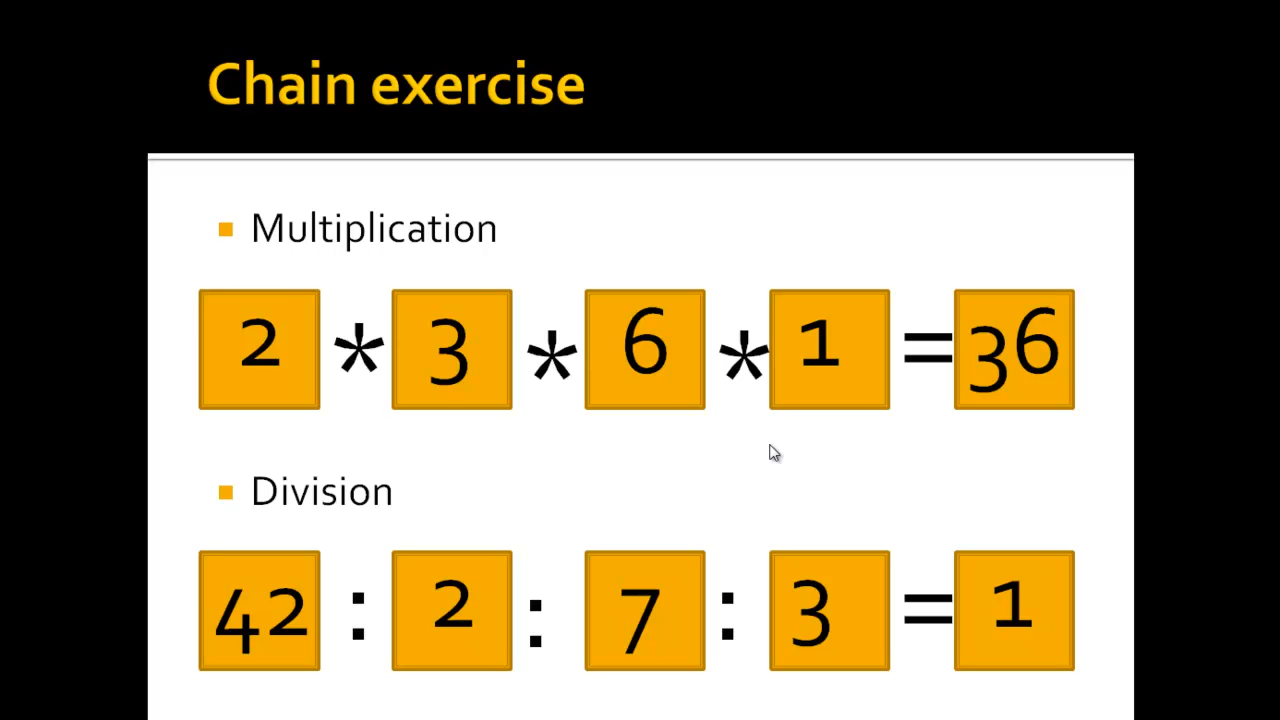 Chain exercise
Multiplication
2 * 3 * 6 * 1 = 36
Division
42 : 2 : 7 : 3 = 1